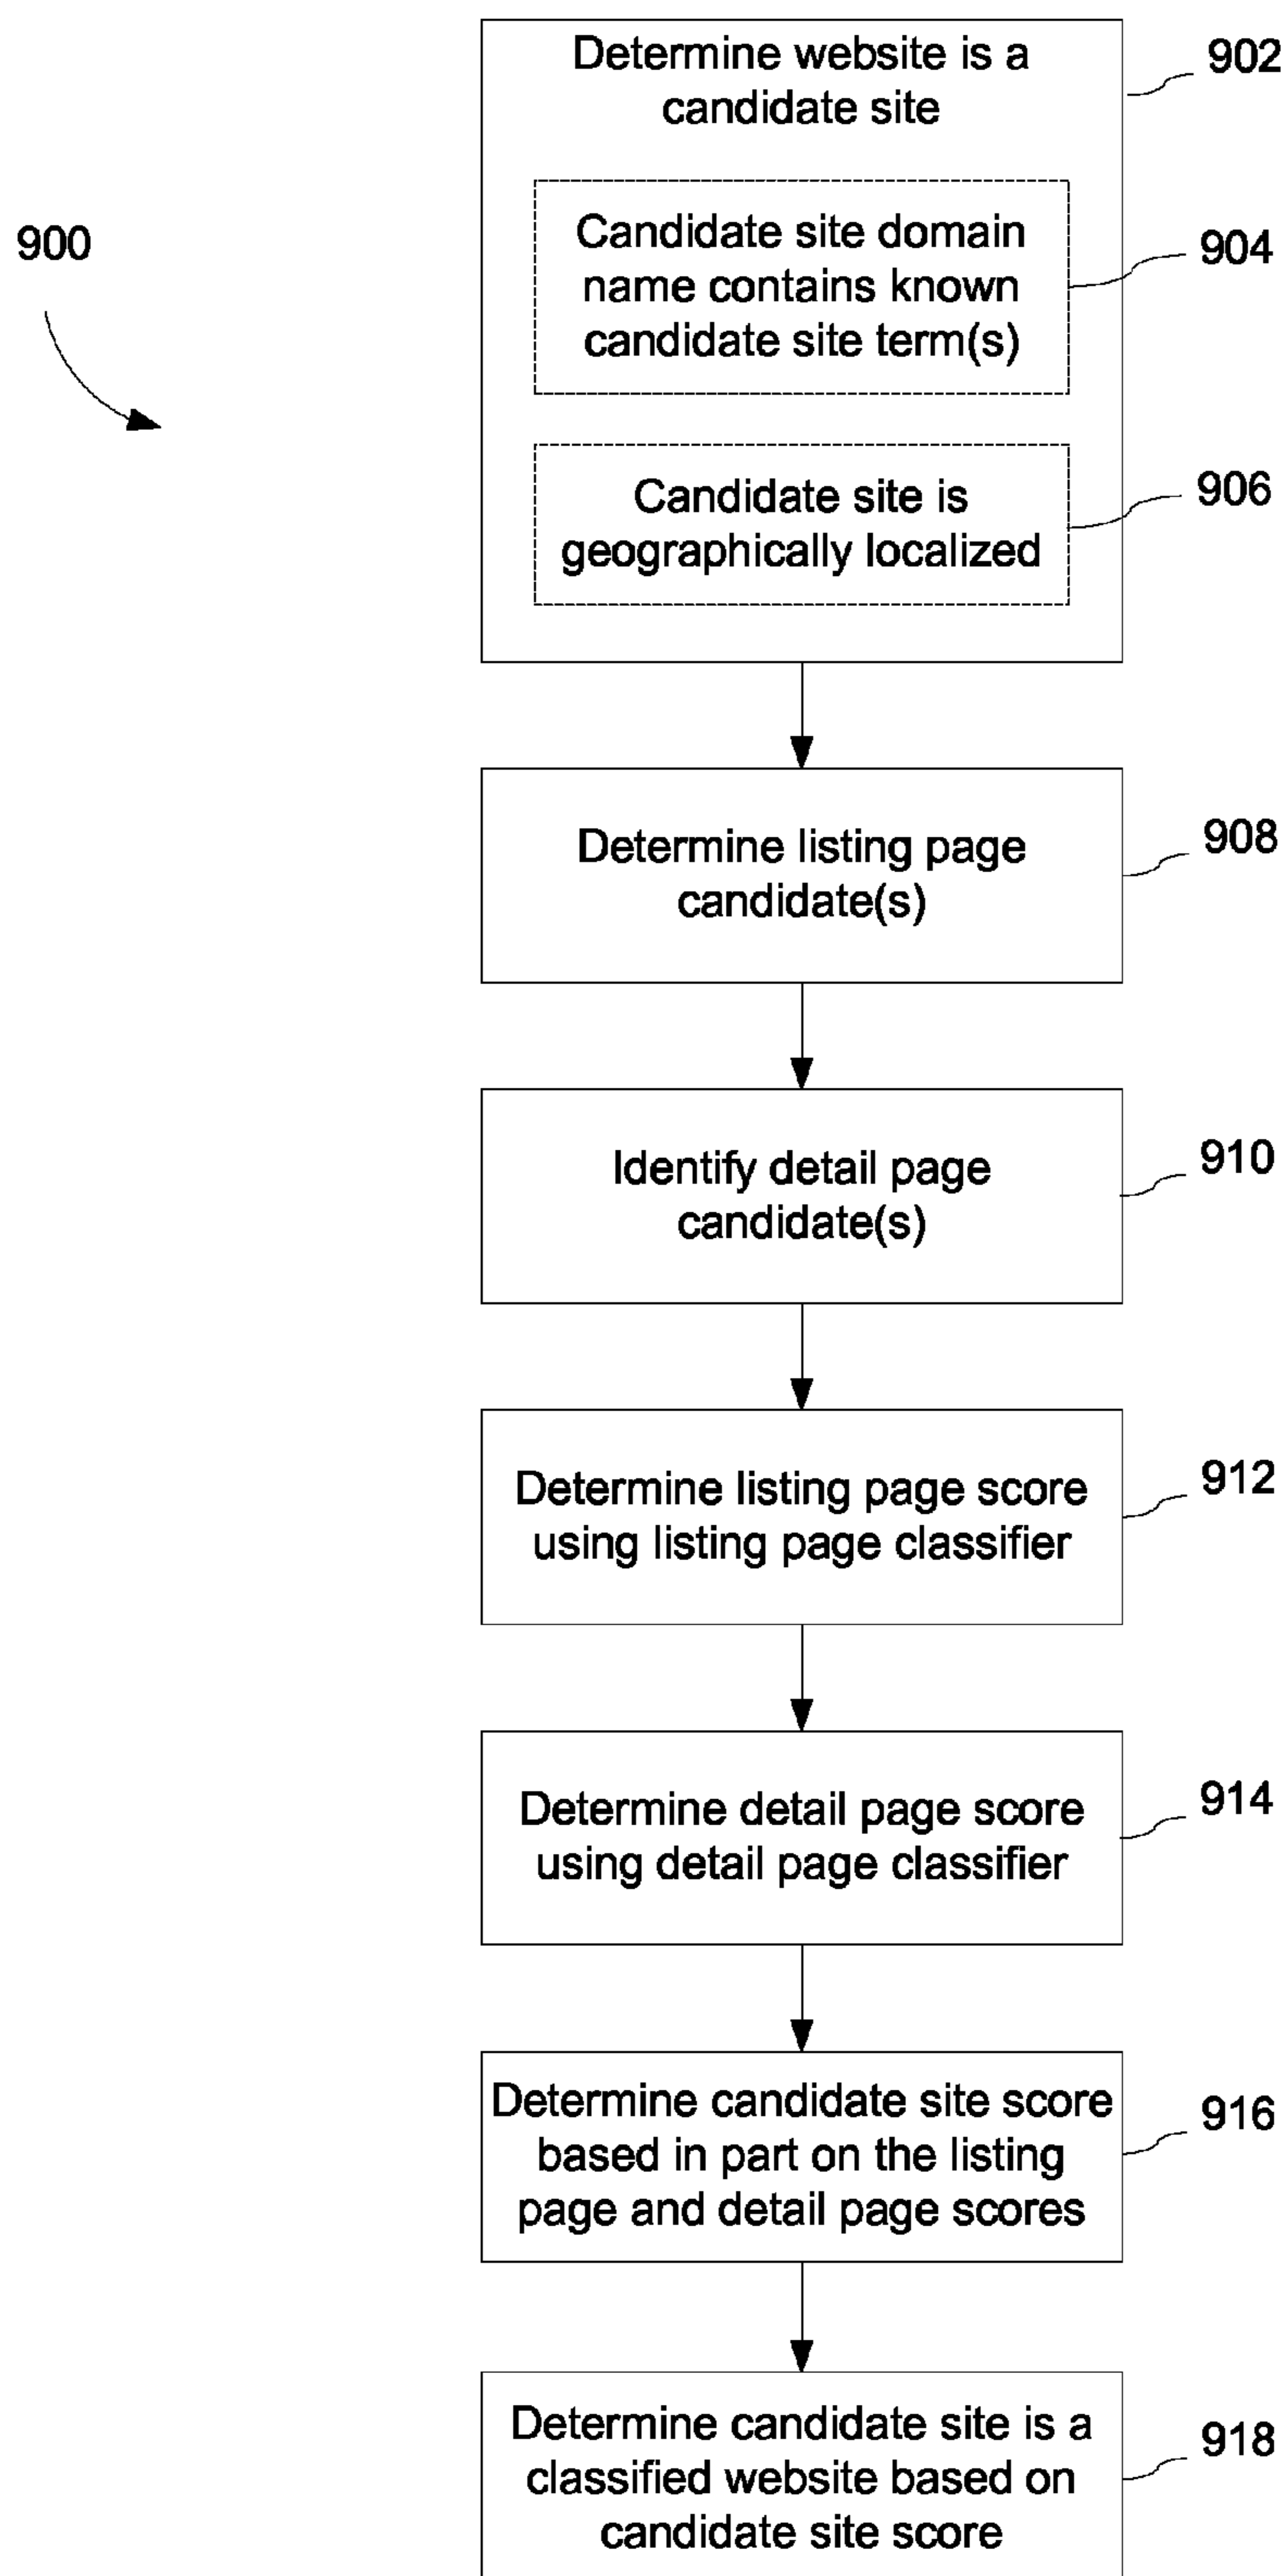 Determine website is a
candidate site
902
900
Candidate site domain
name contains known
candidate site term(s)
904
Candidate site is
geographically localized
906
Determine listing page
candidate(s)
908
Identify detail page
candidate(s)
910
Determine listing page score
using listing page classifier
912
Determine detail page score
using detail page classifier
914
Determine candidate site score
based in part on the listing
page and detail page scores
916
Determine candidate site is a
classified website based on
candidate site score
918